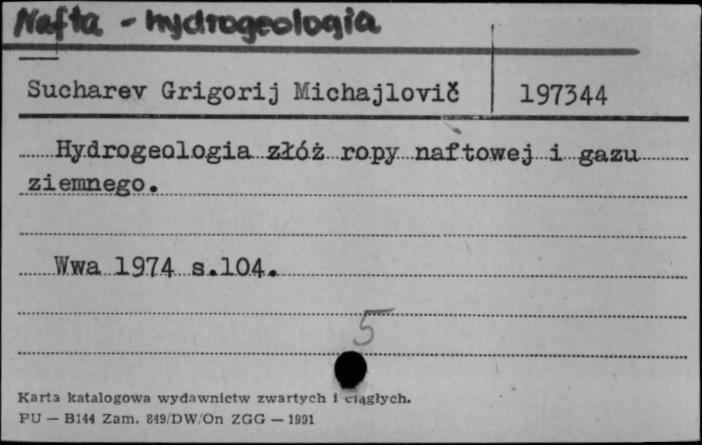 Nafta - hydrogeologia
Sucharev Grigorij Michajlovič 197344
Hydrogeologia złóż ropy naftowej i gazu
ziemnego.
Wwa 1974 s.104.
5
Karta katalogowa wydawnictw zwartych i ciągłych.
PU — B144 Zam. 849/DW/On ZGG — 1991